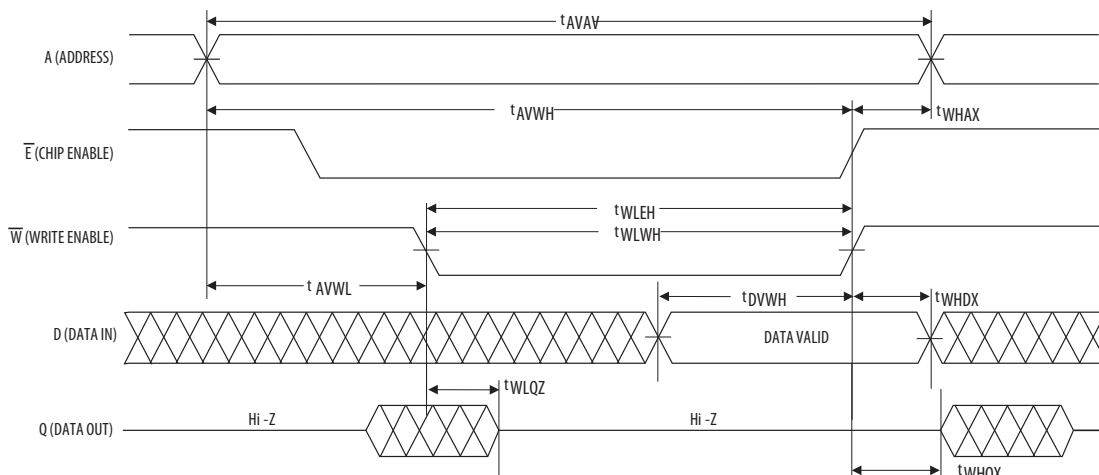 tAVAV
A (ADDRESS)
tAVWH
tWHAX
E (CHIP ENABLE)
tWLEH
tWLWH
W (WRITE ENABLE)
tAVWL
tDVWH
tWHDX
D (DATA IN)
DATA VALID
tWLQZ
Hi -Z
Hi -Z
Q (DATA OUT)
tWHQX